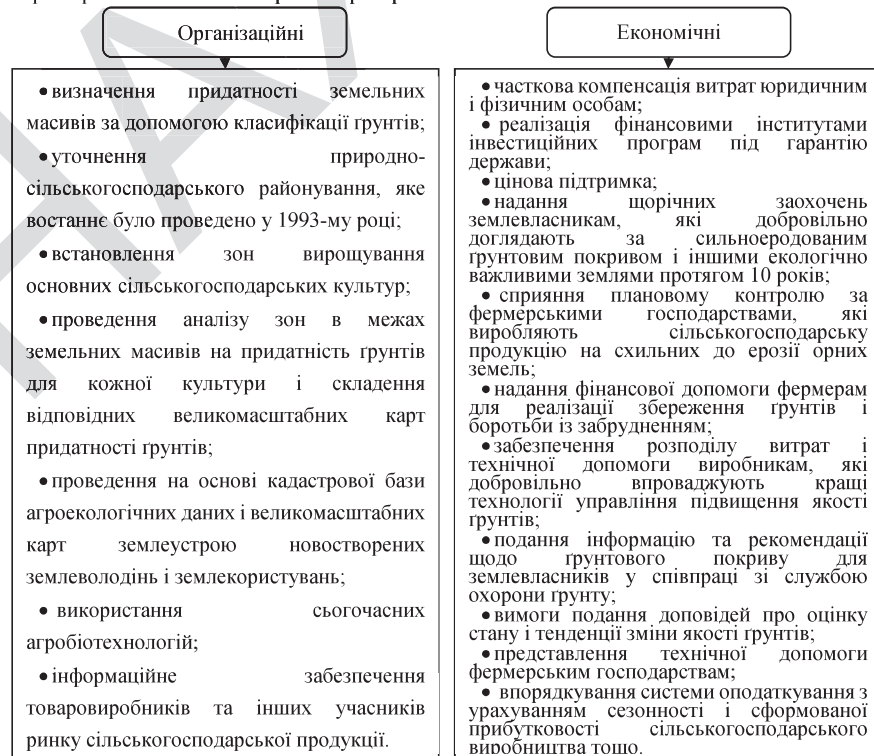 Організаційні
• визначення придатності земельних
масивів за допомогою класифікації ґрунтів;
• уточнення природно-
сільськогосподарського районування, яке
востаннє було проведено у 1993-му році;
• встановлення зон вирощування
основних сільськогосподарських культур;
• проведення аналізу зон в межах
земельних масивів на придатність ґрунтів
для кожної культури і складення
відповідних великомасштабних карт
придатності ґрунтів;
• проведення на основі кадастрової бази
агроекологічних даних і великомасштабних
карт землеустрою новостворених
землеволодінь і землекористувань;
• використання сьогочасних
агробіотехнологій;
• інформаційне забезпечення
товаровиробників та інших учасників
ринку сільськогосподарської продукції.
Економічні
• часткова компенсація витрат юридичним
і фізичним особам;
• реалізація фінансовими інститутами
інвестиційних програм під гарантію
держави;
• цінова підтримка;
• надання щорічних заохочень
землевласникам, які добровільно
доглядають за сильноеродованим
ґрунтовим покривом і іншими екологічно
важливими землями протягом 10 років;
• сприяння плановому контролю за
фермерськими господарствами, які
виробляють сільськогосподарську
продукцію на схильних до ерозії орних
земель;
• надання фінансової допомоги фермерам
для реалізації збереження ґрунтів і
боротьби із забрудненням;
• забезпечення розподілу витрат і
технічної допомоги виробникам, які
добровільно впроваджують кращі
технології управління підвищення якості
ґрунтів;
• подання інформацію та рекомендації
щодо ґрунтового покриву для
землевласників у співпраці зі службою
охорони ґрунту;
• вимоги подання доповідей про оцінку
стану і тенденції зміни якості ґрунтів;
• представлення технічної допомоги
фермерським господарствам;
• впорядкування системи оподаткування з
урахуванням сезонності і сформованої
прибутковості сільськогосподарського
виробництва тощо.